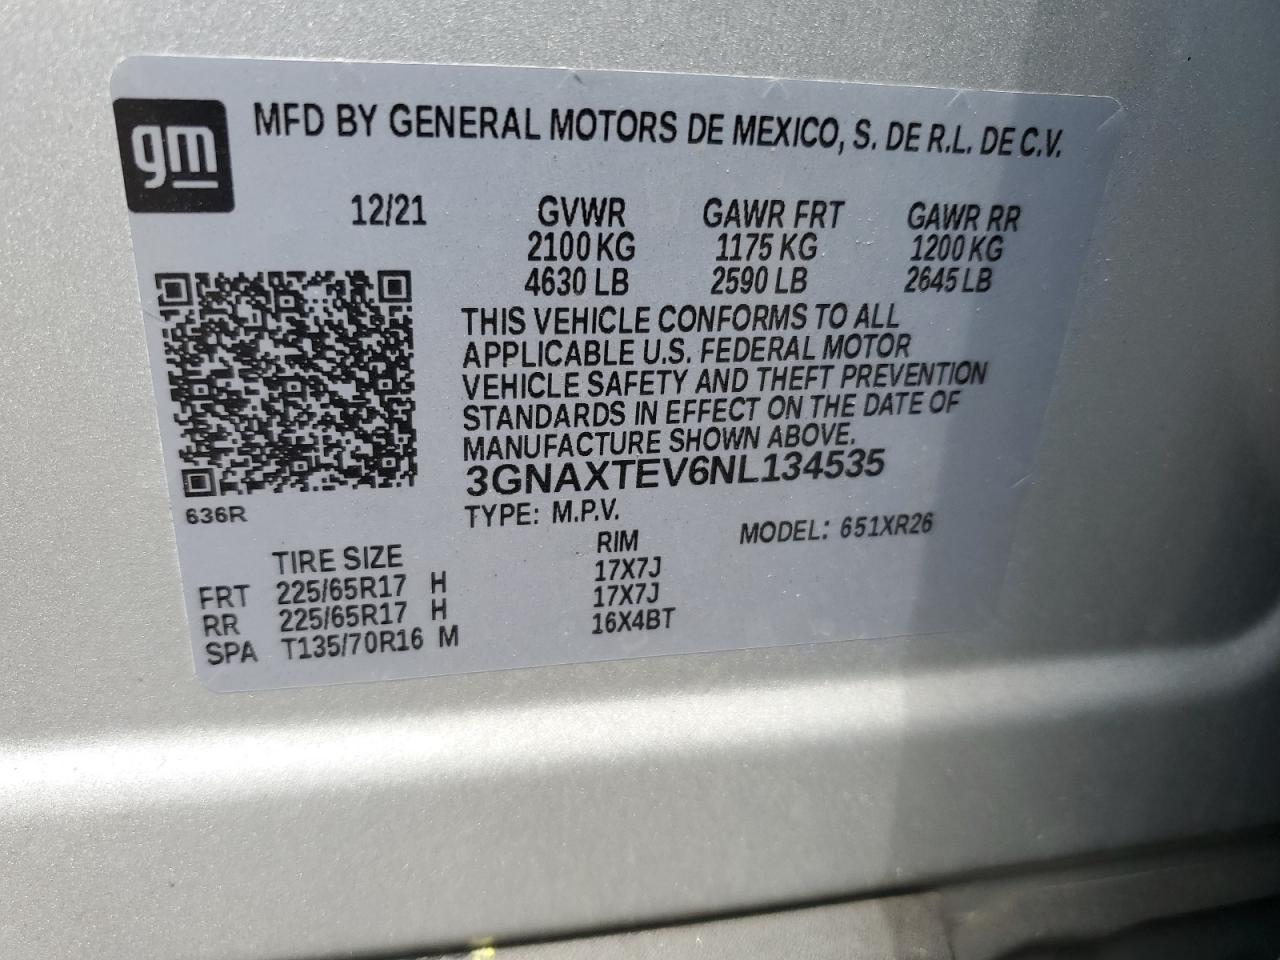 gm
MFD BY GENERAL MOTORS DE MEXICO, S. DE R.L. DE C.V.
12/21 GVWR GAWR FRT GAWR RR
2100 KG 1175 KG 1200 KG
4630 LB 2590 LB 2645 LB
THIS VEHICLE CONFORMS TO ALL
APPLICABLE U.S. FEDERAL MOTOR
VEHICLE SAFETY AND THEFT PREVENTION
STANDARDS IN EFFECT ON THE DATE OF
MANUFACTURE SHOWN ABOVE.
3GNAXTEV6NL134535
636R
TYPE: M.P.V. MODEL: 651XR26
TIRE SIZE RIM
FRT 225/65R17 H 17X7J
RR 225/65R17 H 17X7J
SPA T135/70R16 M 16X4BT